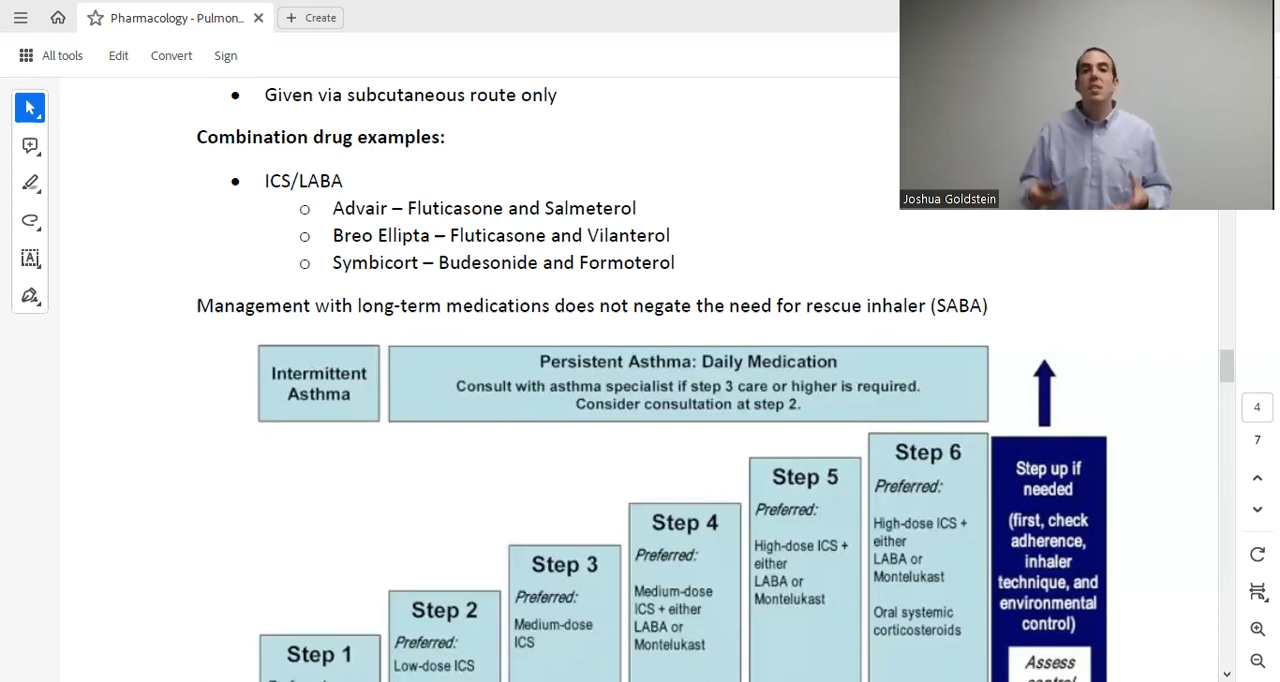 Pharmacology - Pulmon...
Create
All tools
Edit
Convert
Sign
Joshua Goldstein
• Given via subcutaneous route only
Combination drug examples:
• ICS/LABA
o Advair – Fluticasone and Salmeterol
o Breo Ellipta – Fluticasone and Vilanterol
o Symbicort – Budesonide and Formoterol
Management with long-term medications does not negate the need for rescue inhaler (SABA)
Intermittent
Asthma
Persistent Asthma: Daily Medication
Consult with asthma specialist if step 3 care or higher is required.
Consider consultation at step 2.
Step 1
Step 2
Preferred:
Low-dose ICS
Step 3
Preferred:
Medium-dose
ICS
Step 4
Preferred:
Medium-dose
ICS + either
LABA or
Montelukast
Step 5
Preferred:
High-dose ICS +
either
LABA or
Montelukast
Step 6
Preferred:
High-dose ICS +
either
LABA or
Montelukast
Oral systemic
corticosteroids
Step up if
needed
(first, check
adherence,
inhaler
technique, and
environmental
control)
Assess
4
7